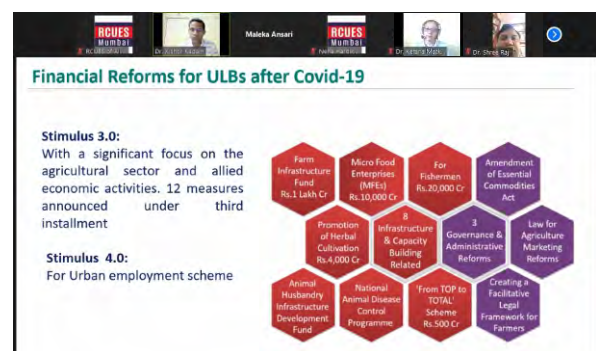 RCUES
Mumbai
Maleka Ansari
RCUES
Mumbai
Dr. Shree Raj
Financial Reforms for ULBs after Covid-19
Stimulus 3.0:
With a significant focus on the
agricultural sector and allied
economic activities. 12 measures
announced under third
installment
Stimulus 4.0:
For Urban employment scheme
Farm
Infrastructure
Fund
Rs.1 Lakh Cr
Micro Food
Enterprises
(MFEs)
Rs.10,000 Cr
For
Fishermen
Rs.20,000 Cr
Amendment
of Essential
Commodities
Act
Promotion
of Herbal
Cultivation
Rs.4,000 Cr
8
Infrastructure
& Capacity
Building
Related
3
Governance &
Administrative
Reforms
Law for
Agriculture
Marketing
Reforms
Animal
Husbandry
Infrastructure
Development
Fund
National
Animal Disease
Control
Programme
'From TOP to
TOTAL'
Scheme
Rs.500 Cr
Creating a
Facilitative
Legal
Framework for
Farmers